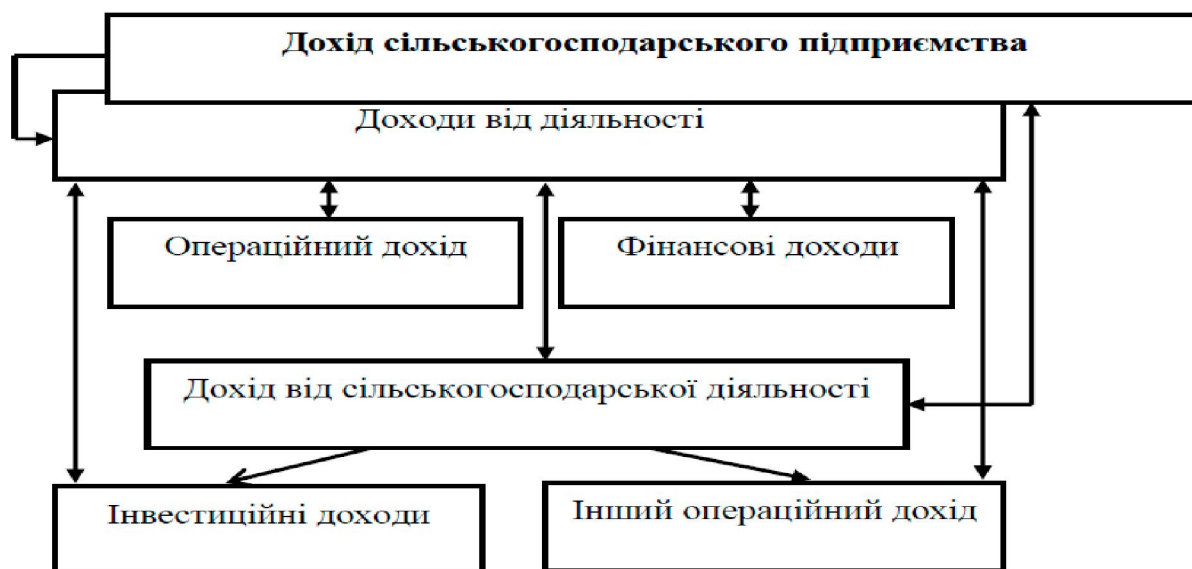 Дохід сільськогосподарського підприємства
Доходи від діяльності
Операційний дохід
Фінансові доходи
Дохід від сільськогосподарської діяльності
Інвестиційні доходи
Інший операційний дохід